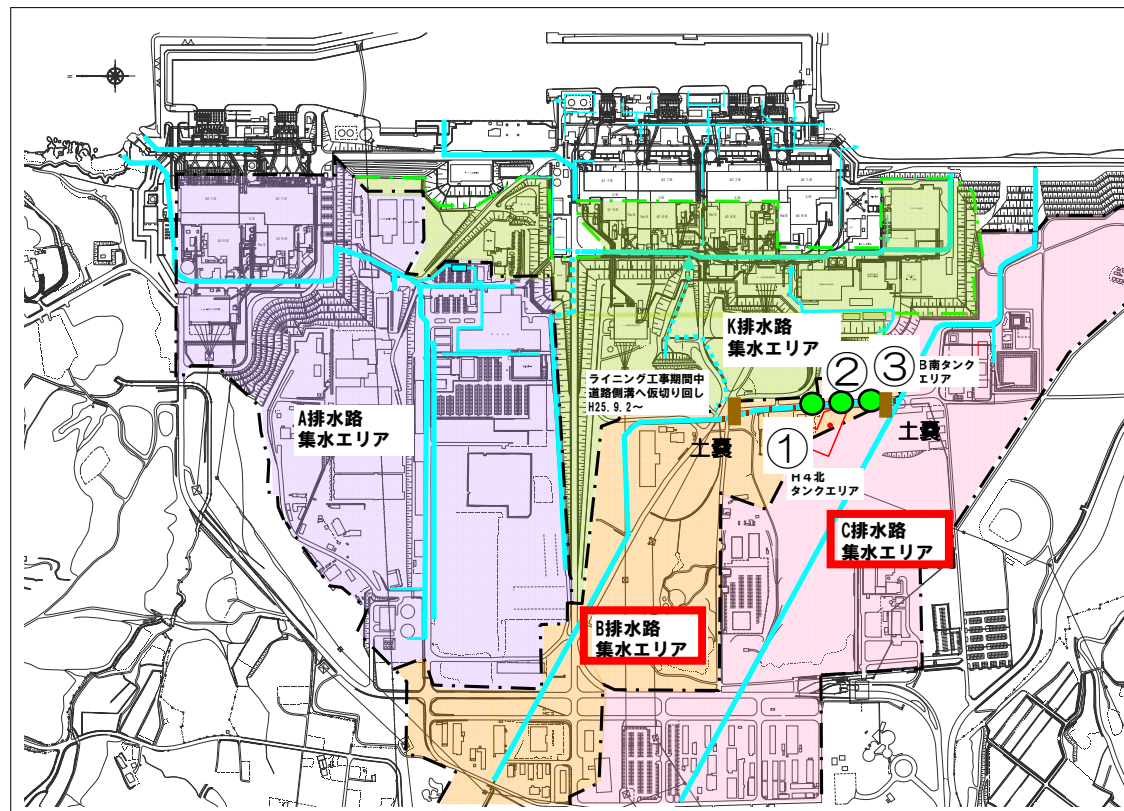 K排水路
集水エリア
②
③
B南タンク
エリア
ライニング工事期間中
道路側溝へ仮切り回し
H25.9.2～
A排水路
集水エリア
土嚢
①
土嚢
H4北
タンクエリア
C排水路
集水エリア
B排水路
集水エリア